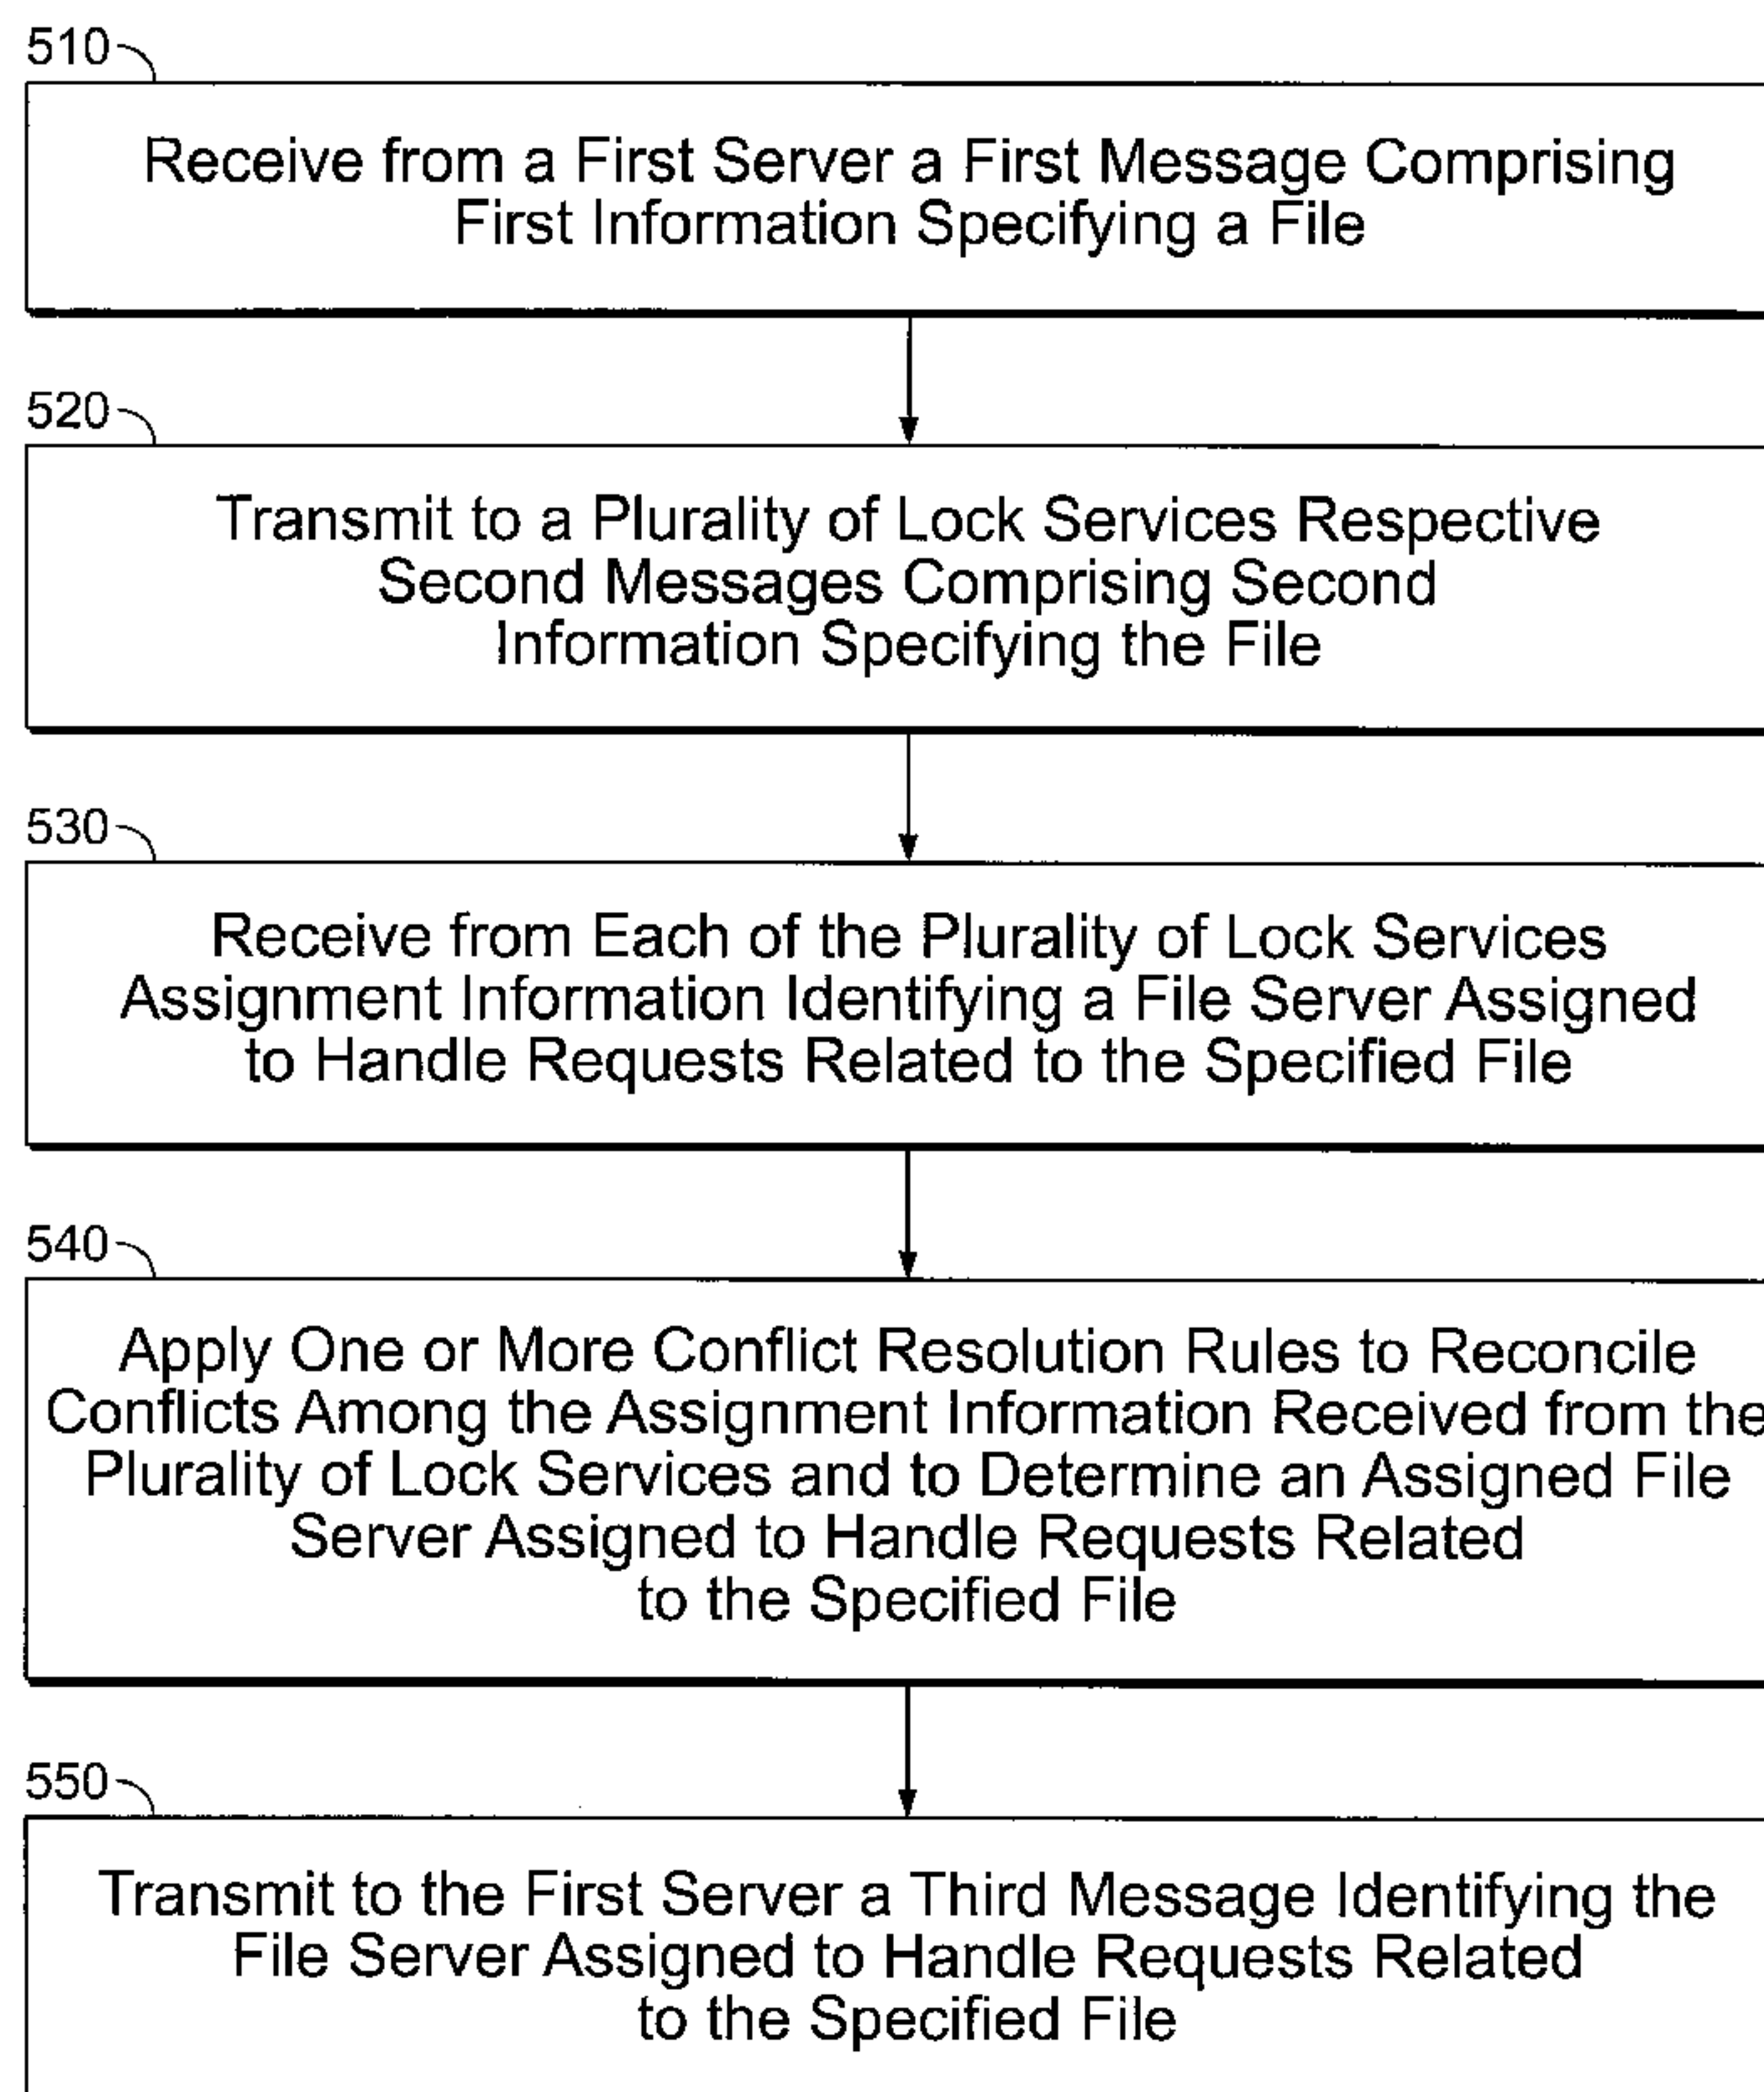 510
Receive from a First Server a First Message Comprising
First Information Specifying a File
520
Transmit to a Plurality of Lock Services Respective
Second Messages Comprising Second
Information Specifying the File
530
Receive from Each of the Plurality of Lock Services
Assignment Information Identifying a File Server Assigned
to Handle Requests Related to the Specified File
540
Apply One or More Conflict Resolution Rules to Reconcile
Conflicts Among the Assignment Information Received from the
Plurality of Lock Services and to Determine an Assigned File
Server Assigned to Handle Requests Related
to the Specified File
550
Transmit to the First Server a Third Message Identifying the
File Server Assigned to Handle Requests Related
to the Specified File